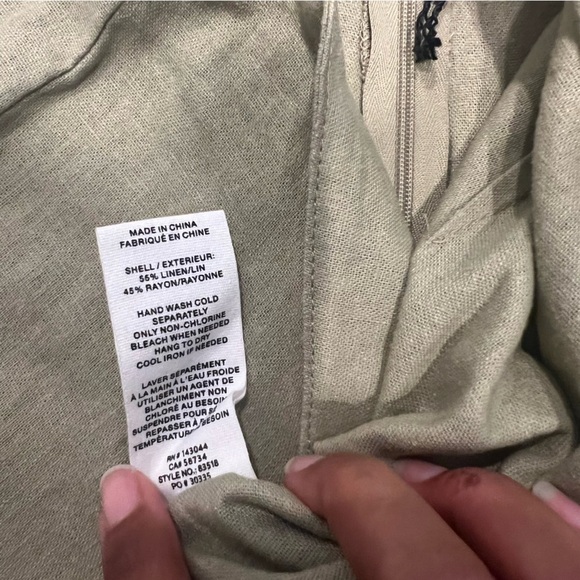 MADE IN CHINA
FABRIQUÉ EN CHINE
SHELL / EXTERIEUR:
55% LINEN/LIN
45% RAYON/RAYONNE
HAND WASH COLD
SEPARATELY
ONLY NON-CHLORINE
BLEACH WHEN NEEDED
HANG TO DRY
COOL IRON IF NEEDED
LAVER SÉPARÉMENT
À LA MAIN À L'EAU FROIDE
UTILISER UN AGENT DE
BLANCHIMENT NON
CHLORÉ AU BESOIN
SUSPENDRE POUR
REPASSER À BESOIN
TEMPÉRATUR
RN# 143044
CA# 58734
STYLE NO.: 83518
PO # 30335